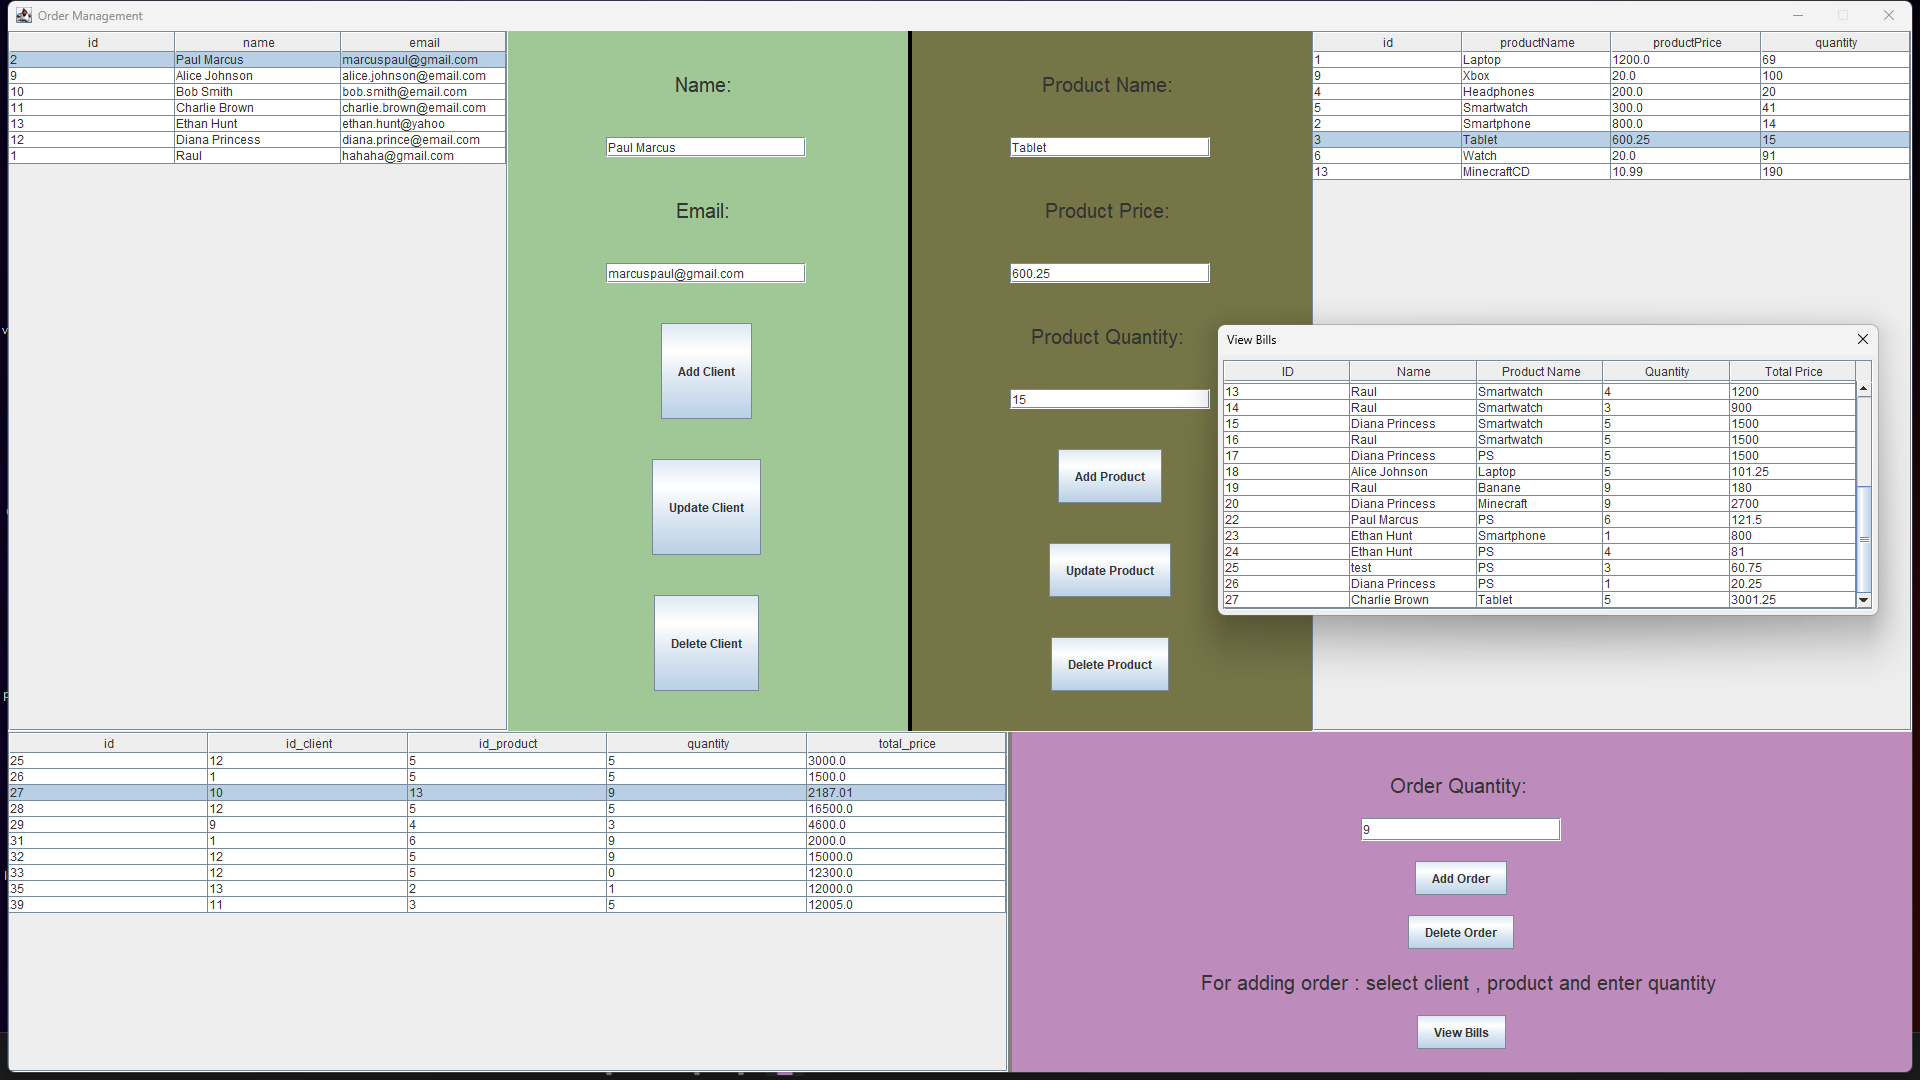 Order Management
id name email
2 Paul Marcus marcuspaul@gmail.com
9 Alice Johnson alice.johnson@email.com
10 Bob Smith bob.smith@email.com
11 Charlie Brown charlie.brown@email.com
13 Ethan Hunt ethan.hunt@yahoo
12 Diana Princess diana.prince@email.com
1 Raul hahaha@gmail.com
Name:
Paul Marcus
Email:
marcuspaul@gmail.com
Add Client
Update Client
Delete Client
Product Name:
Tablet
Product Price:
600.25
Product Quantity:
15
Add Product
Update Product
Delete Product
id productName productPrice quantity
1 Laptop 1200.0 69
9 Xbox 20.0 100
4 Headphones 200.0 20
5 Smartwatch 300.0 41
2 Smartphone 800.0 14
3 Tablet 600.25 15
6 Watch 20.0 91
13 MinecraftCD 10.99 190
View Bills
ID Name Product Name Quantity Total Price
13 Raul Smartwatch 4 1200
14 Raul Smartwatch 3 900
15 Diana Princess Smartwatch 5 1500
16 Raul Smartwatch 5 1500
17 Diana Princess PS 5 1500
18 Alice Johnson Laptop 5 101.25
19 Raul Banane 9 180
20 Diana Princess Minecraft 9 2700
22 Paul Marcus PS 6 121.5
23 Ethan Hunt Smartphone 1 800
24 Ethan Hunt PS 4 81
25 test PS 3 60.75
26 Diana Princess PS 1 20.25
27 Charlie Brown Tablet 5 3001.25
id id_client id_product quantity total_price
25 12 5 5 3000.0
26 1 5 5 1500.0
27 10 13 9 2187.01
28 12 5 5 16500.0
29 9 4 3 4600.0
31 1 6 9 2000.0
32 12 5 9 15000.0
33 12 5 0 12300.0
35 13 2 1 12000.0
39 11 3 5 12005.0
Order Quantity:
9
Add Order
Delete Order
For adding order : select client , product and enter quantity
View Bills